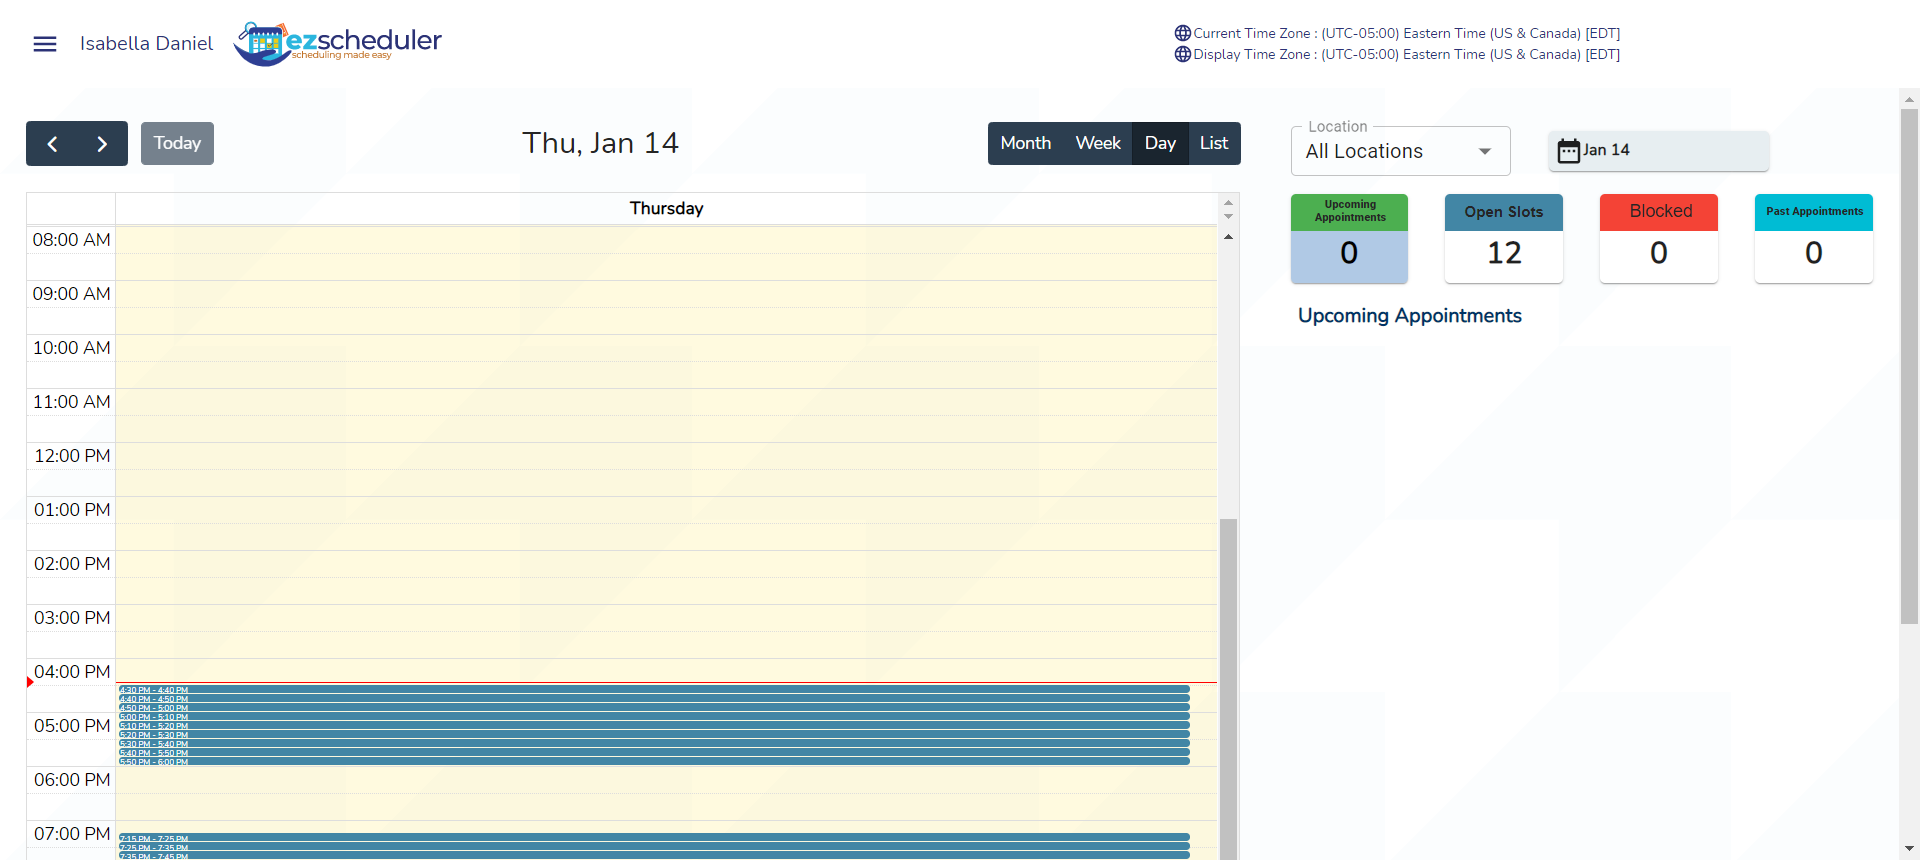 Isabella Daniel
ezscheduler
scheduling made easy
Current Time Zone : (UTC-05:00) Eastern Time (US & Canada) [EDT]
Display Time Zone : (UTC-05:00) Eastern Time (US & Canada) [EDT]
Today
Thu, Jan 14
Month Week Day List
Location
All Locations
Jan 14
Upcoming Appointments
0
Open Slots
12
Blocked
0
Past Appointments
0
Upcoming Appointments
Thursday
08:00 AM
09:00 AM
10:00 AM
11:00 AM
12:00 PM
01:00 PM
02:00 PM
03:00 PM
04:00 PM
4:30 PM - 4:40 PM
4:40 PM - 4:50 PM
4:50 PM - 5:00 PM
05:00 PM
5:00 PM - 5:10 PM
5:10 PM - 5:20 PM
5:20 PM - 5:30 PM
5:30 PM - 5:40 PM
5:40 PM - 5:50 PM
5:50 PM - 6:00 PM
06:00 PM
07:00 PM
7:15 PM - 7:25 PM
7:25 PM - 7:35 PM
7:35 PM - 7:45 PM